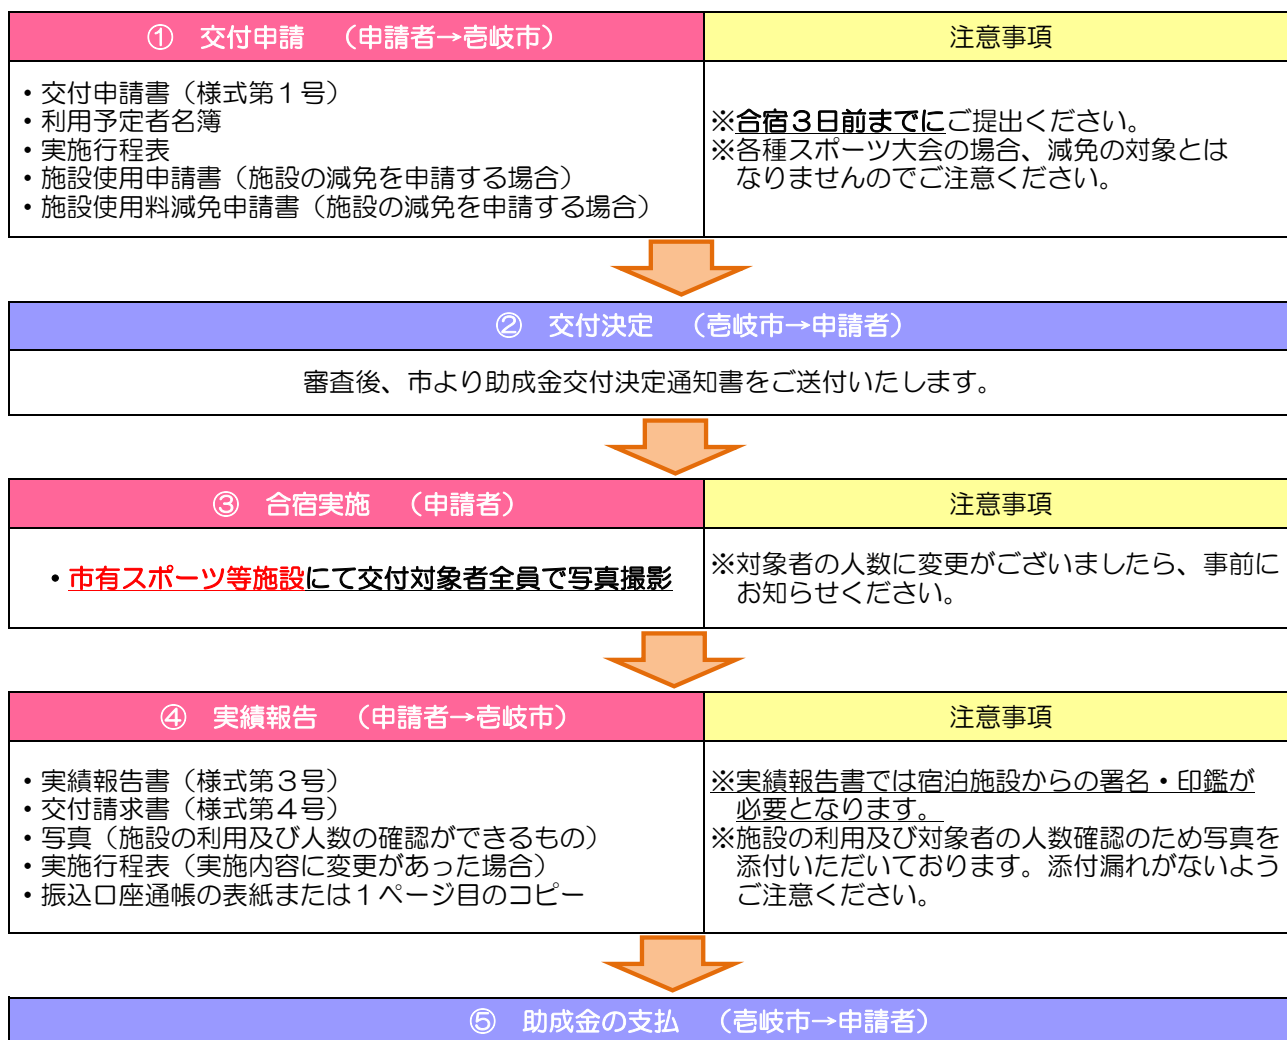 ① 交付申請 （申請者→壱岐市）
注意事項
・交付申請書（様式第１号）
・利用予定者名簿
・実施行程表
・施設使用申請書（施設の減免を申請する場合）
・施設使用料減免申請書（施設の減免を申請する場合）
※合宿３日前までにご提出ください。
※各種スポーツ大会の場合、減免の対象とは
なりませんのでご注意ください。
② 交付決定 （壱岐市→申請者）
審査後、市より助成金交付決定通知書をご送付いたします。
③ 合宿実施 （申請者）
注意事項
・市有スポーツ等施設にて交付対象者全員で写真撮影
※対象者の人数に変更がございましたら、事前に
お知らせください。
④ 実績報告 （申請者→壱岐市）
注意事項
・実績報告書（様式第３号）
・交付請求書（様式第４号）
・写真（施設の利用及び人数の確認ができるもの）
・実施行程表（実施内容に変更があった場合）
・振込口座通帳の表紙または１ページ目のコピー
※実績報告書では宿泊施設からの署名・印鑑が
必要となります。
※施設の利用及び対象者の人数確認のため写真を
添付いただいております。添付漏れがないよう
ご注意ください。
⑤ 助成金の支払 （壱岐市→申請者）